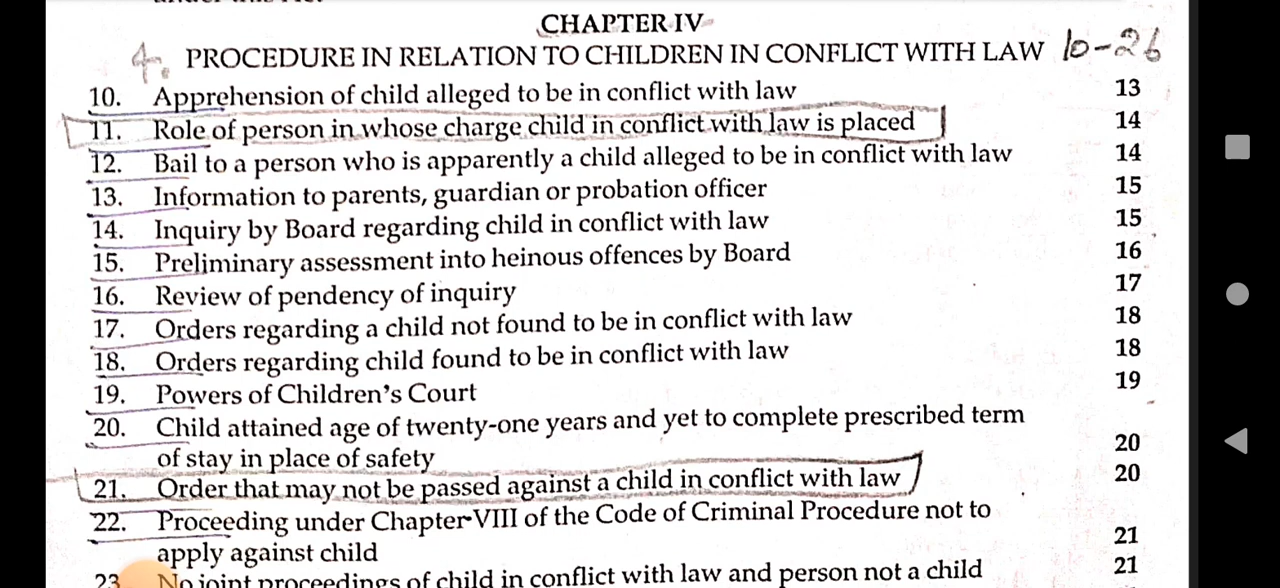 CHAPTER IV
4. PROCEDURE IN RELATION TO CHILDREN IN CONFLICT WITH LAW 10-26
10. Apprehension of child alleged to be in conflict with law 13
11. Role of person in whose charge child in conflict with law is placed 14
12. Bail to a person who is apparently a child alleged to be in conflict with law 14
13. Information to parents, guardian or probation officer 15
14. Inquiry by Board regarding child in conflict with law 15
15. Preliminary assessment into heinous offences by Board 16
16. Review of pendency of inquiry 17
17. Orders regarding a child not found to be in conflict with law 18
18. Orders regarding child found to be in conflict with law 18
19. Powers of Children's Court 19
20. Child attained age of twenty-one years and yet to complete prescribed term
of stay in place of safety 20
21. Order that may not be passed against a child in conflict with law 20
22. Proceeding under Chapter VIII of the Code of Criminal Procedure not to
apply against child 21
23. No joint proceedings of child in conflict with law and person not a child 21